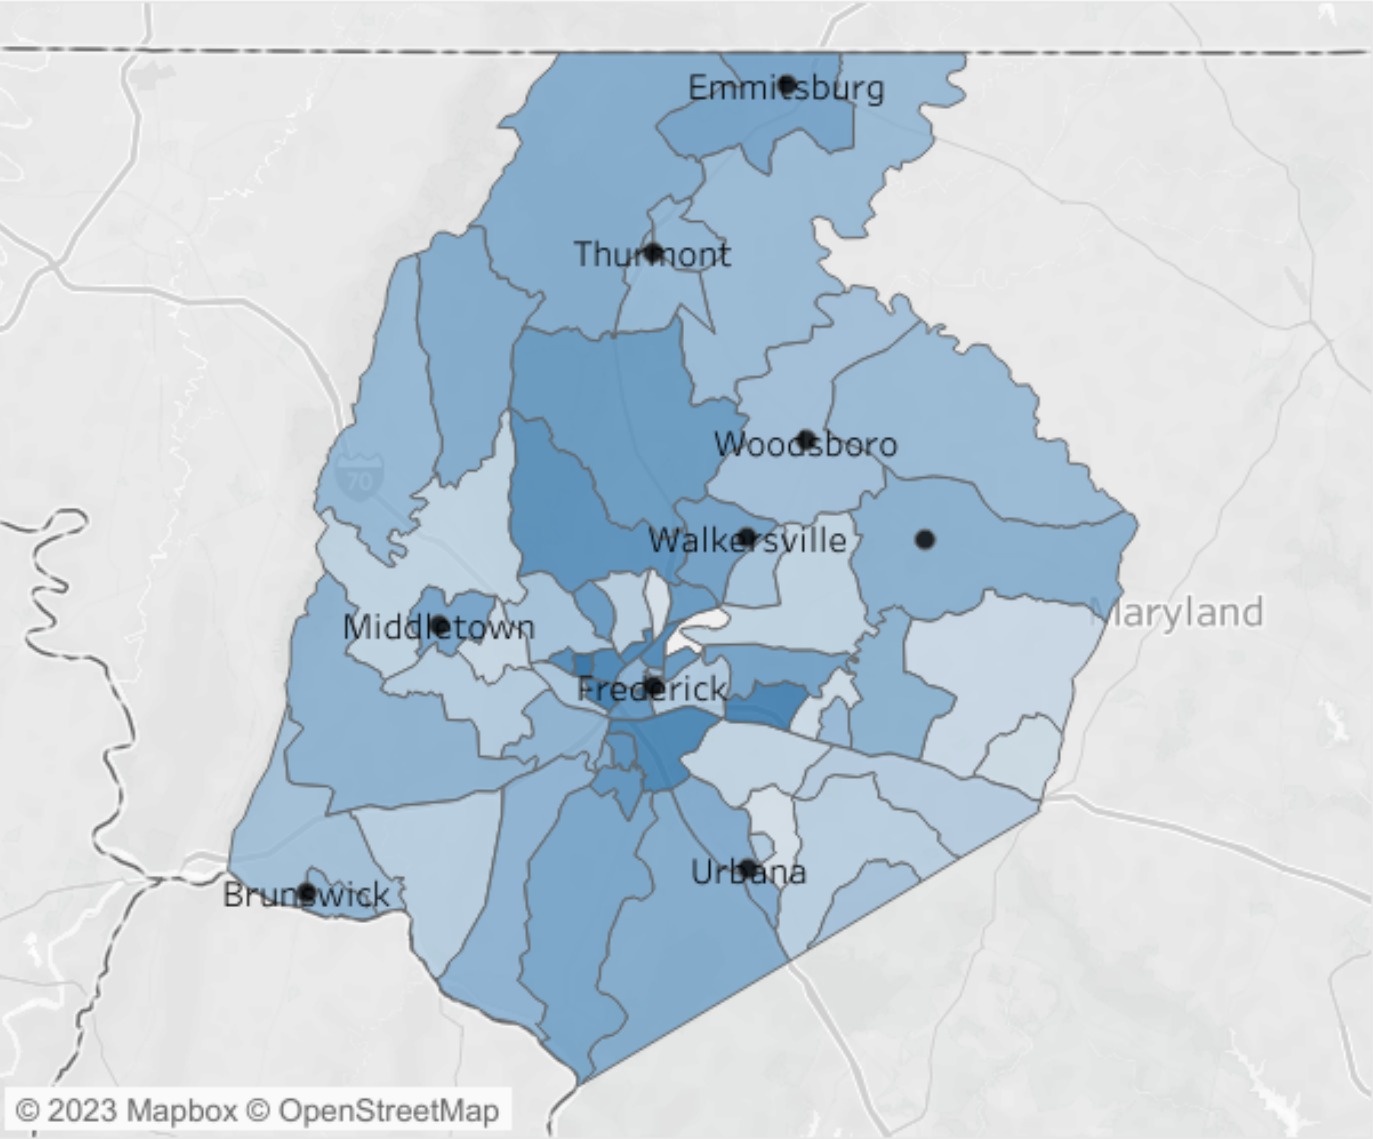 Emmitsburg
Thurmont
Woodsboro
70
Walkersville
Maryland
Middletown
Frederick
Urbana
Brunswick
© 2023 Mapbox © OpenStreetMap